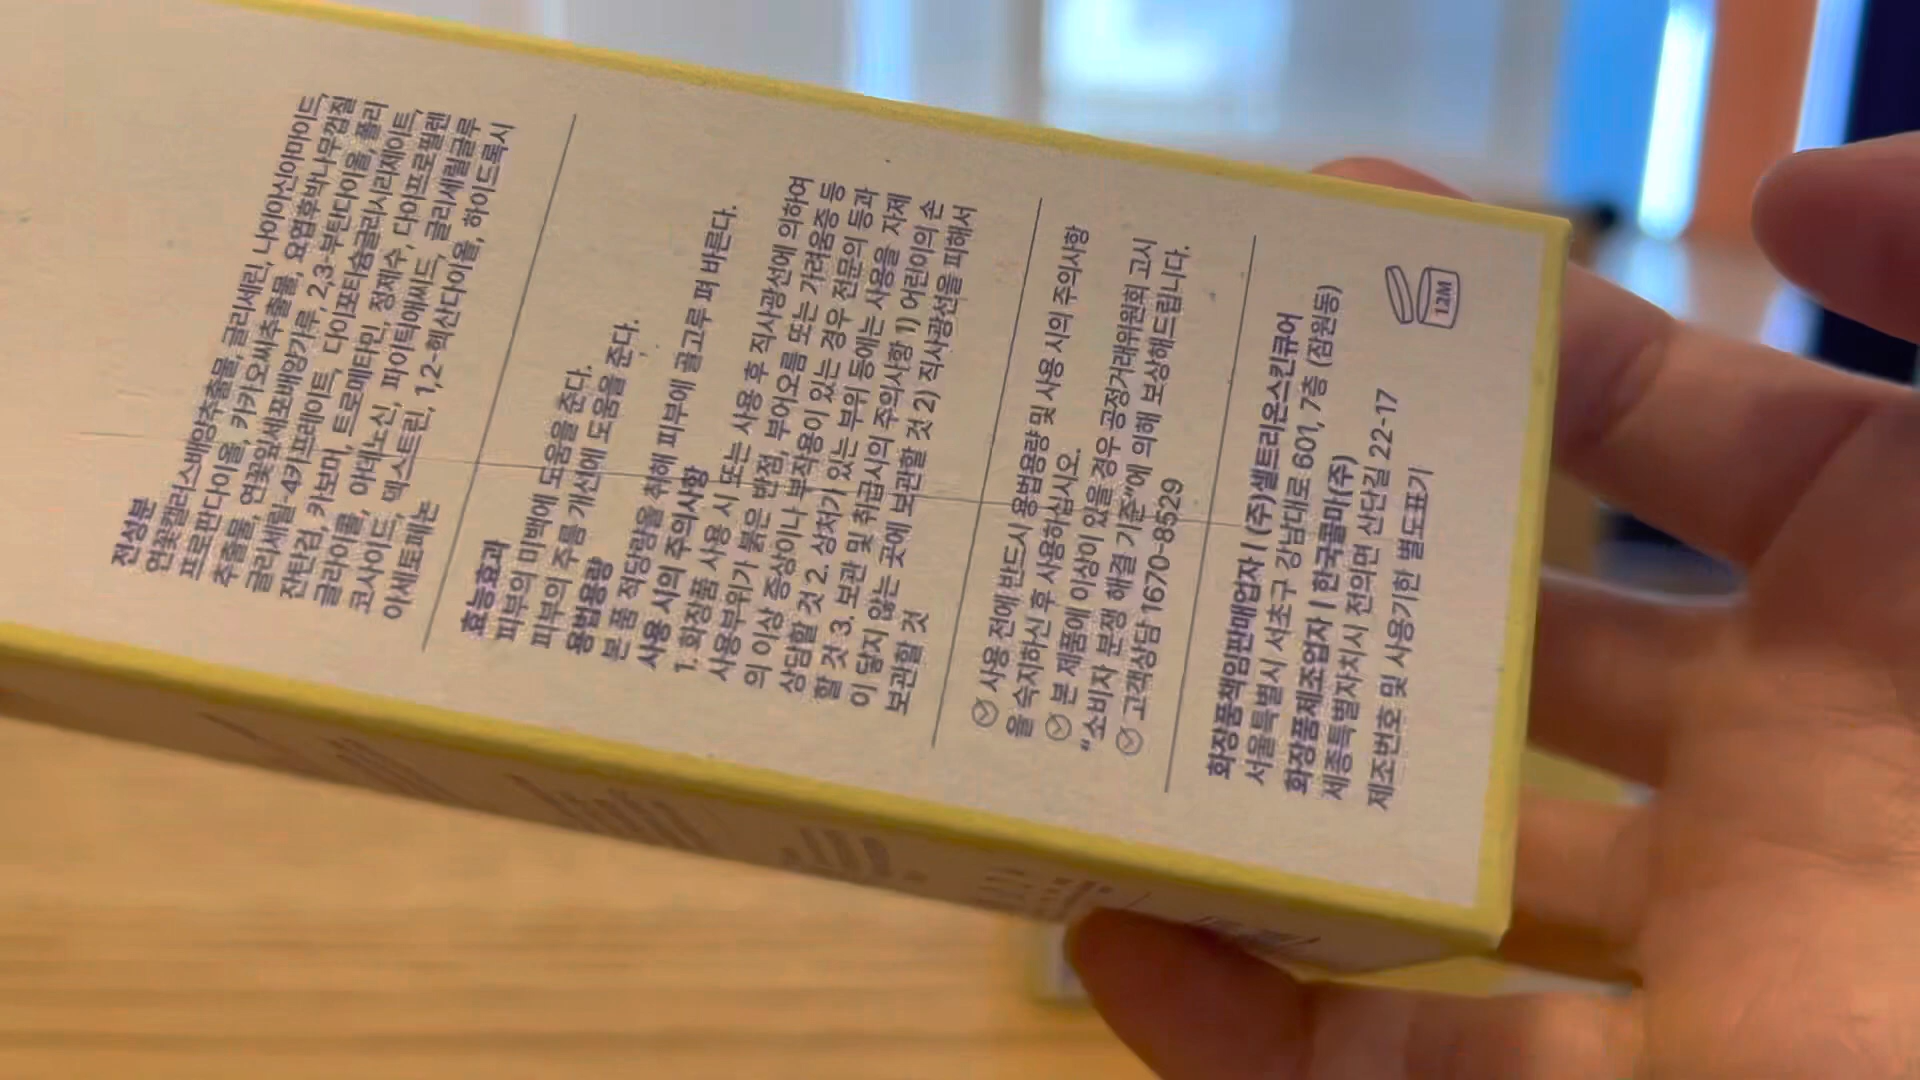 전성분
연꽃캘러스배양추출물, 글리세린, 나이아신아마이드,
프로판다이올, 카카오씨추출물, 요엽후박나무껍질
추출물, 연꽃잎세포배양가루, 2,3-부탄다이올, 폴리
글리세릴-4카프레이트, 다이포타슘글리시리제이트,
잔탄검, 카보머, 트로메타민, 정제수, 다이프로필렌
글라이콜, 아데노신, 파이틱애씨드, 글리세릴글루
코사이드, 덱스트린, 1,2-헥산다이올, 하이드록시
아세토페논
효능효과
피부의 미백에 도움을 준다.
피부의 주름 개선에 도움을 준다.
용법용량
본 품 적당량을 취해 피부에 골고루 펴 바른다.
사용 시의 주의사항
1. 화장품 사용 시 또는 사용 후 직사광선에 의하여
사용부위가 붉은 반점, 부어오름 또는 가려움증 등
의 이상 증상이나 부작용이 있는 경우 전문의 등과
상담할 것 2. 상처가 있는 부위 등에는 사용을 자제
할 것 3. 보관 및 취급시의 주의사항 1) 어린이의 손
이 닿지 않는 곳에 보관할 것 2) 직사광선을 피해서
보관할 것
사용 전에 반드시 용법용량 및 사용 시의 주의사항
을 숙지하신 후 사용하십시오.
본 제품에 이상이 있을 경우 공정거래위원회 고시
“소비자 분쟁 해결 기준”에 의해 보상해드립니다.
고객상담 1670-8529
화장품책임판매업자 | (주)셀트리온스킨큐어
서울특별시 서초구 강남대로 601, 7층 (잠원동)
화장품제조업자 | 한국콜마(주)
세종특별자치시 전의면 산단길 22-17
제조번호 및 사용기한 별도표기
12M